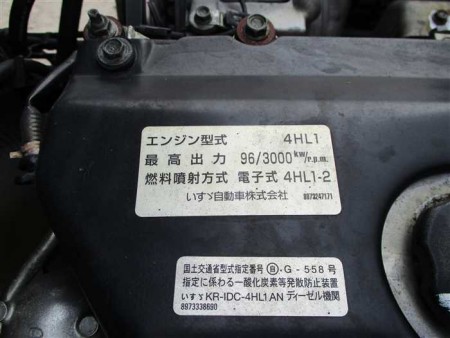 エンジン型式 4HL1
最高出力 96/3000 kW/r.p.m.
燃料噴射方式 電子式 4HL1-2
いすゞ自動車株式会社 8973247171
国土交通省型式指定番号 ㊐・G-558号
指定に係わる一酸化炭素等発散防止装置
いすゞKR-IDC-4HL1AN ディーゼル機関
8973338690